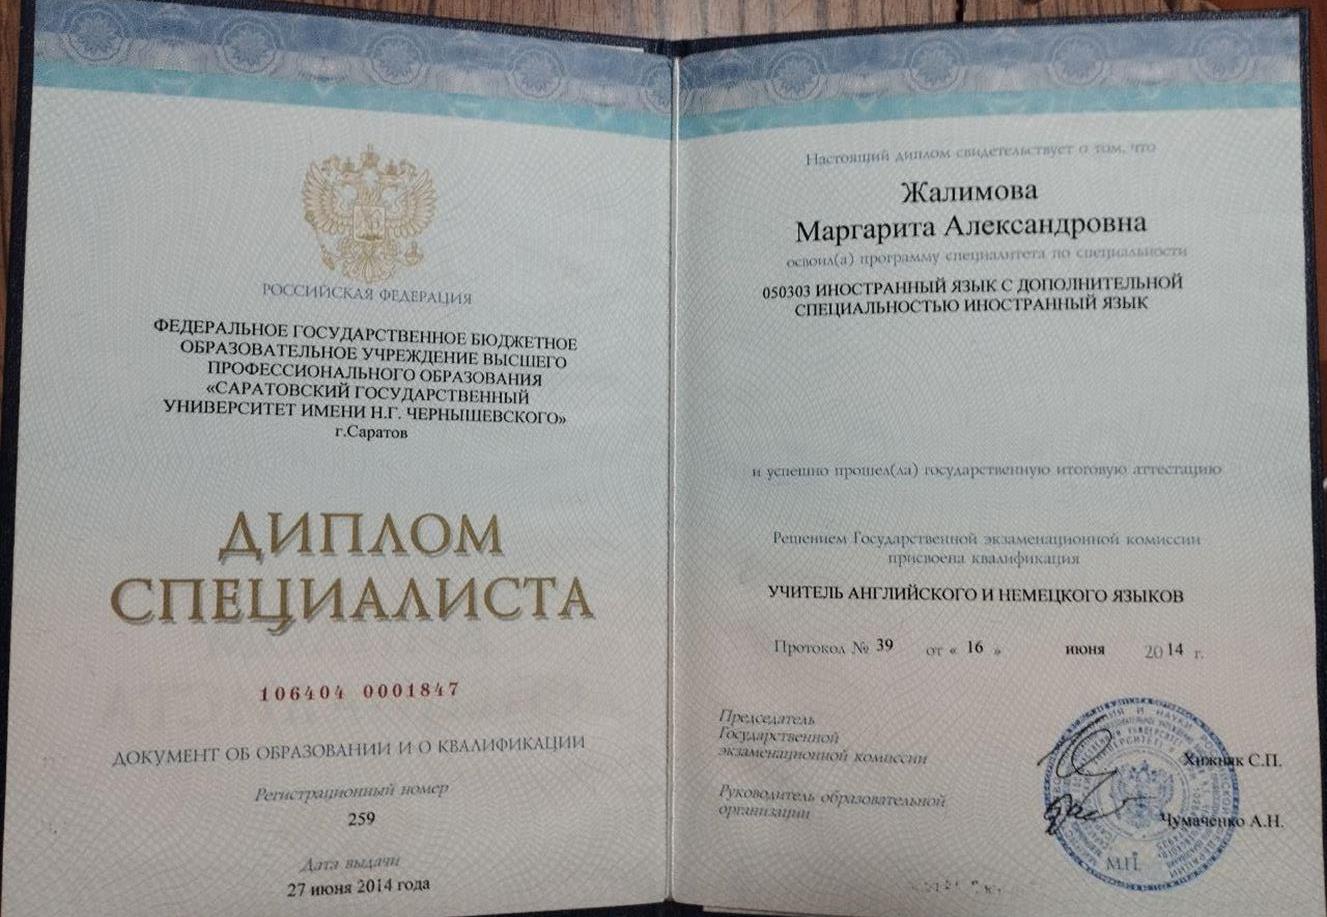 РОССИЙСКАЯ ФЕДЕРАЦИЯ
ФЕДЕРАЛЬНОЕ ГОСУДАРСТВЕННОЕ БЮДЖЕТНОЕ
ОБРАЗОВАТЕЛЬНОЕ УЧРЕЖДЕНИЕ ВЫСШЕГО
ПРОФЕССИОНАЛЬНОГО ОБРАЗОВАНИЯ
«САРАТОВСКИЙ ГОСУДАРСТВЕННЫЙ
УНИВЕРСИТЕТ ИМЕНИ Н.Г. ЧЕРНЫШЕВСКОГО»
г.Саратов
ДИПЛОМ
СПЕЦИАЛИСТА
106404 0001847
ДОКУМЕНТ ОБ ОБРАЗОВАНИИ И О КВАЛИФИКАЦИИ
Регистрационный номер
259
Дата выдачи
27 июня 2014 года
Настоящий диплом свидетельствует о том, что
Жалимова
Маргарита Александровна
освоил(а) программу специалитета по специальности
050303 ИНОСТРАННЫЙ ЯЗЫК С ДОПОЛНИТЕЛЬНОЙ
СПЕЦИАЛЬНОСТЬЮ ИНОСТРАННЫЙ ЯЗЫК
и успешно прошел(ла) государственную итоговую аттестацию
Решением Государственной экзаменационной комиссии
присвоена квалификация
УЧИТЕЛЬ АНГЛИЙСКОГО И НЕМЕЦКОГО ЯЗЫКОВ
Протокол № 39 от « 16 » июня 2014 г.
Председатель
Государственной
экзаменационной комиссии
Хижняк С.П.
Руководитель образовательной
организации
Чумаченко А.Н.
М.П.